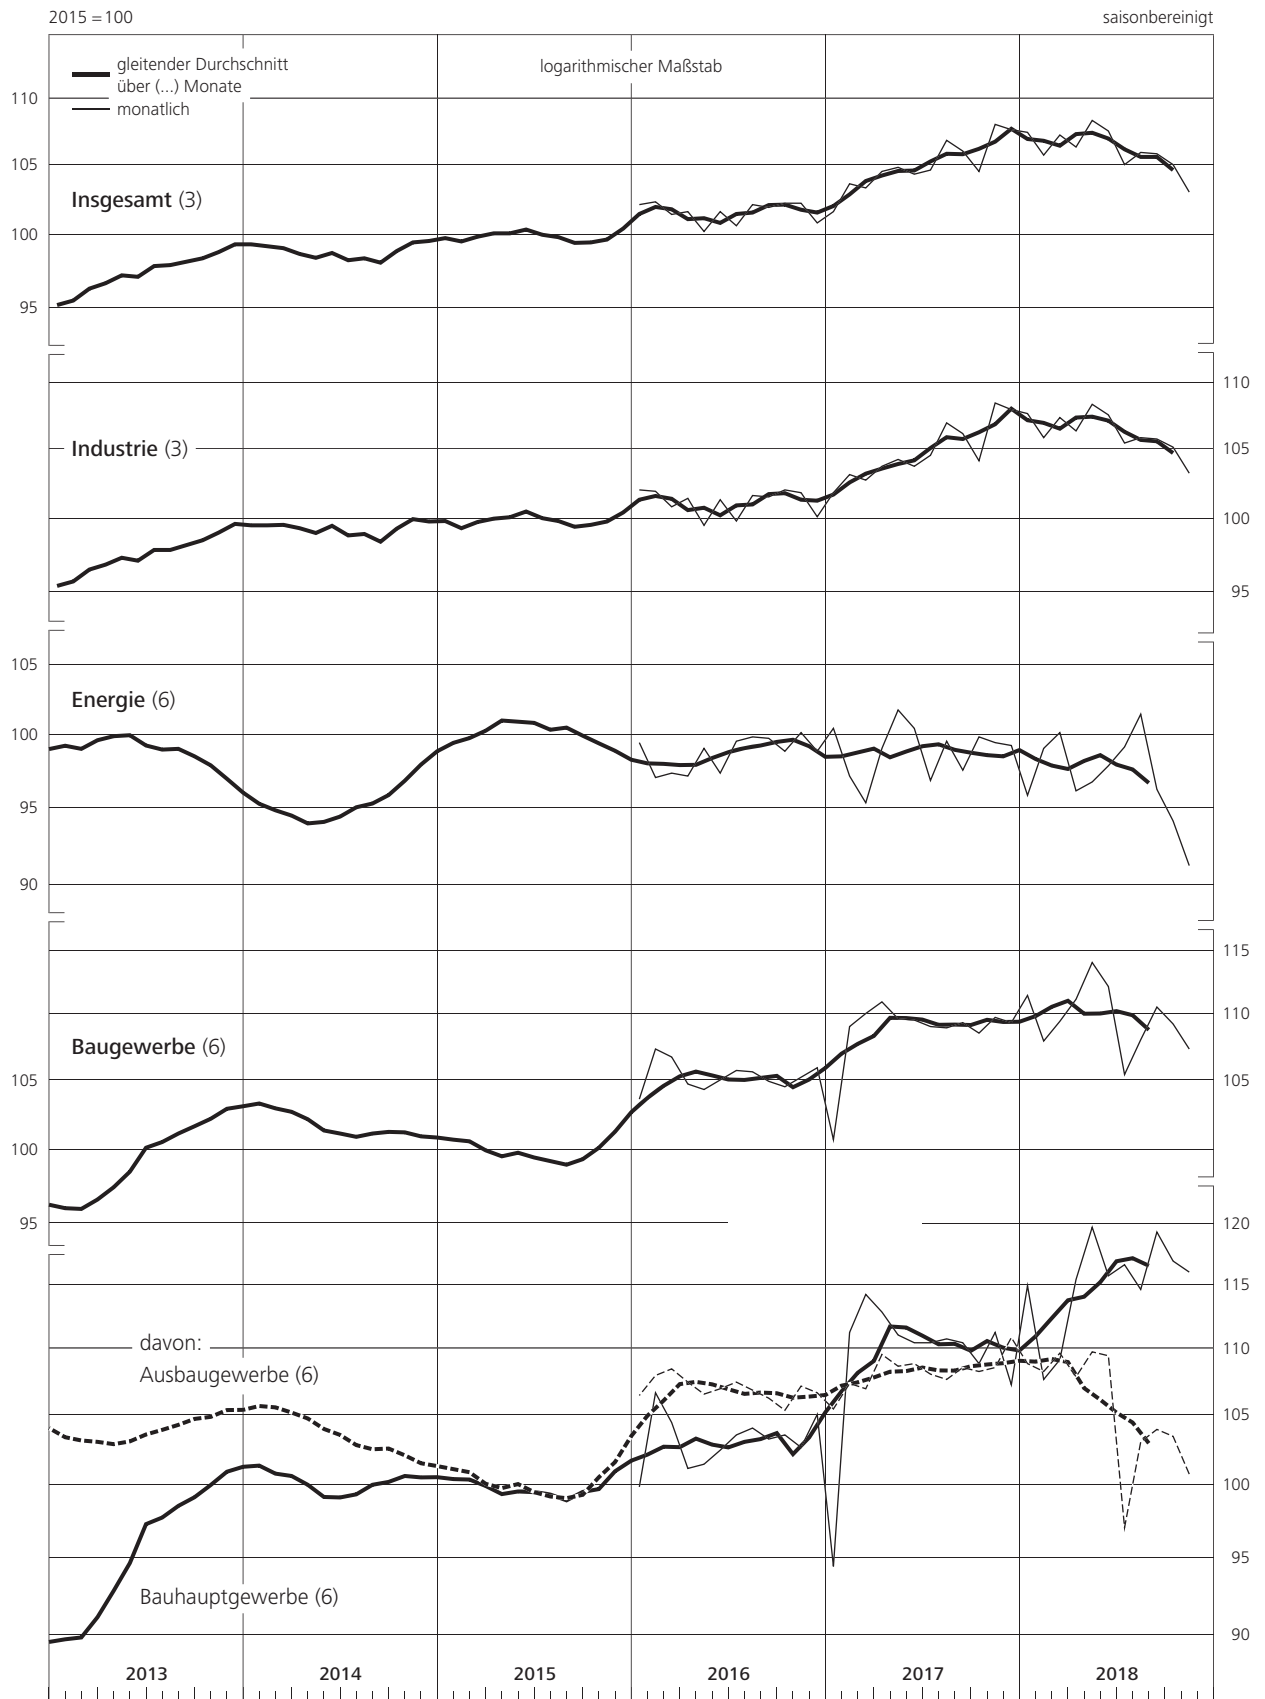 2015 = 100
saisonbereinigt
gleitender Durchschnitt
über (...) Monate
monatlich
logarithmischer Maßstab
110
105
Insgesamt (3)
100
95
110
Industrie (3)
105
100
95
105
Energie (6)
100
95
90
115
110
Baugewerbe (6)
105
105
100
95
120
115
davon:
110
Ausbaugewerbe (6)
105
100
95
Bauhauptgewerbe (6)
90
2013
2014
2015
2016
2017
2018